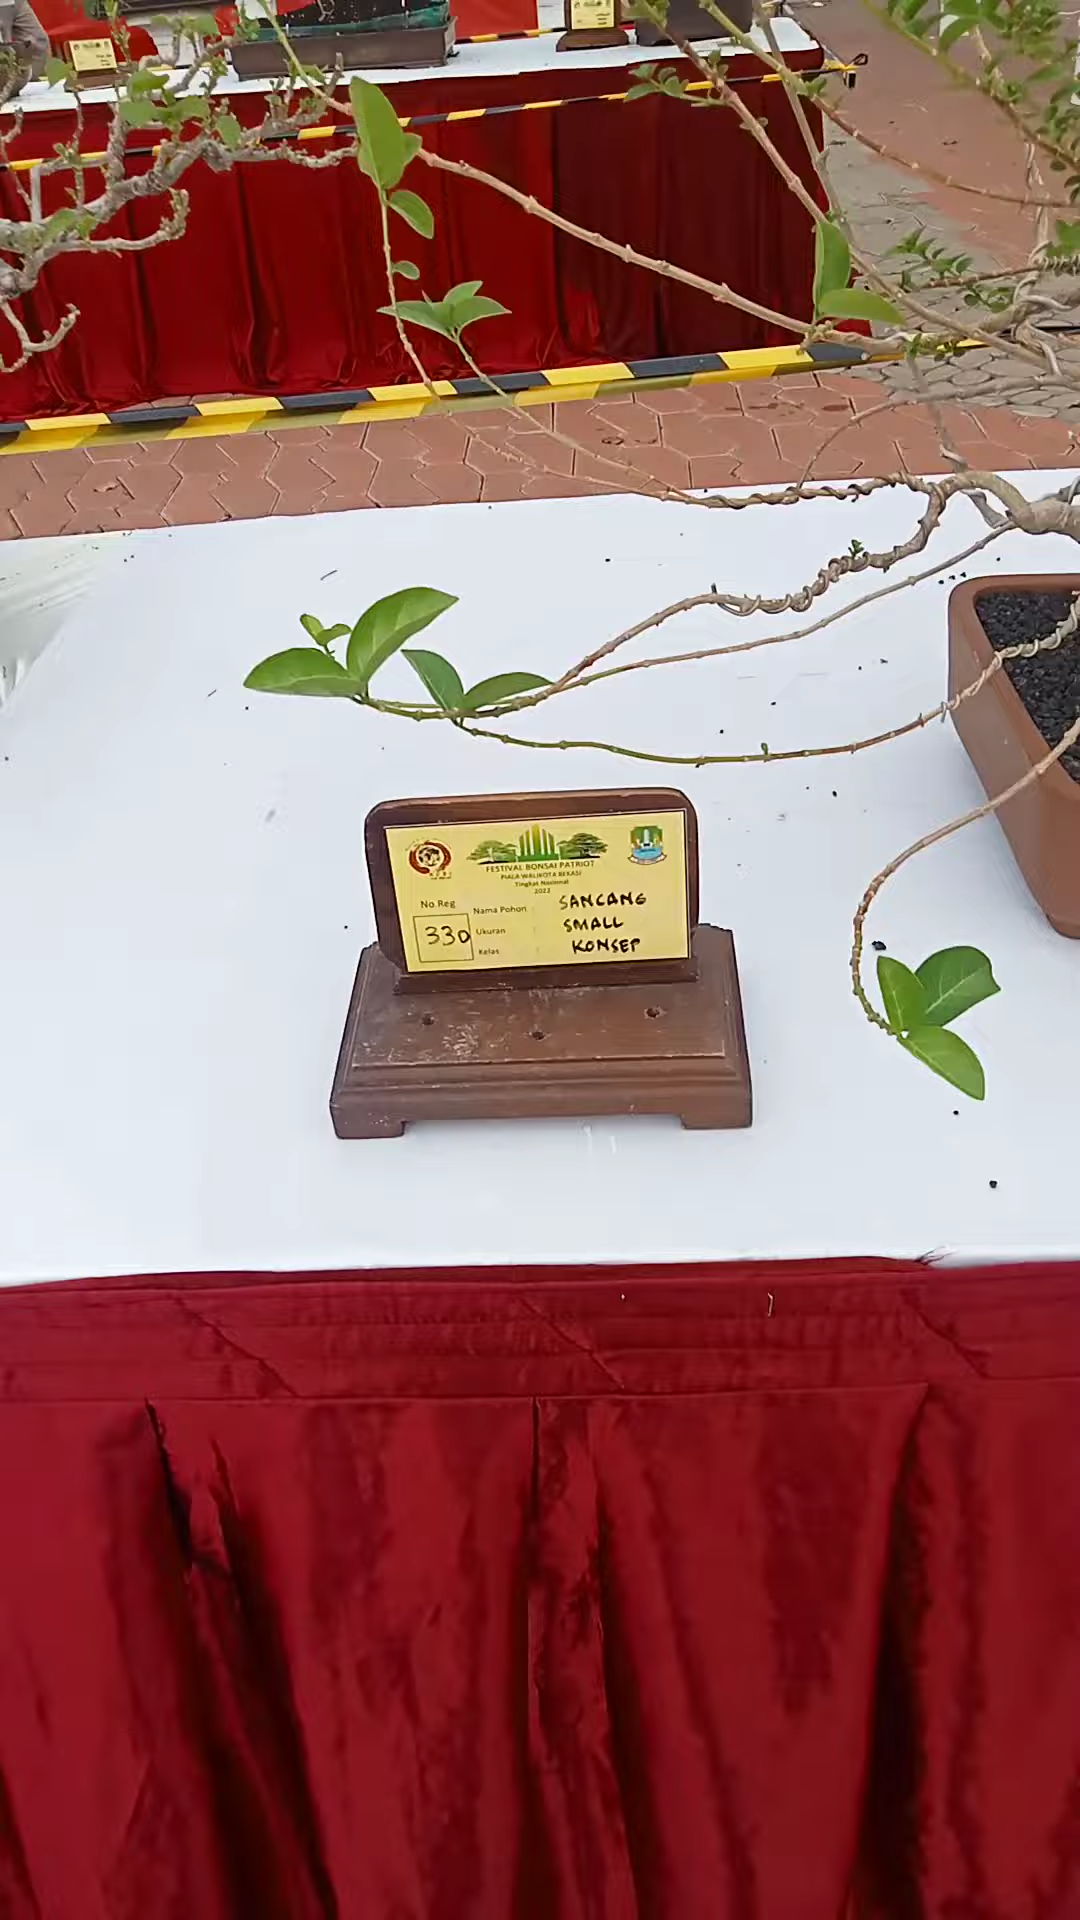 FESTIVAL BONSAI PATRIOT
PIALA WALIKOTA BEKASI
Tingkat Nasional
2022
No.Reg
330
Nama Pohon : SANCANG
Ukuran : SMALL
Kelas : KONSEP